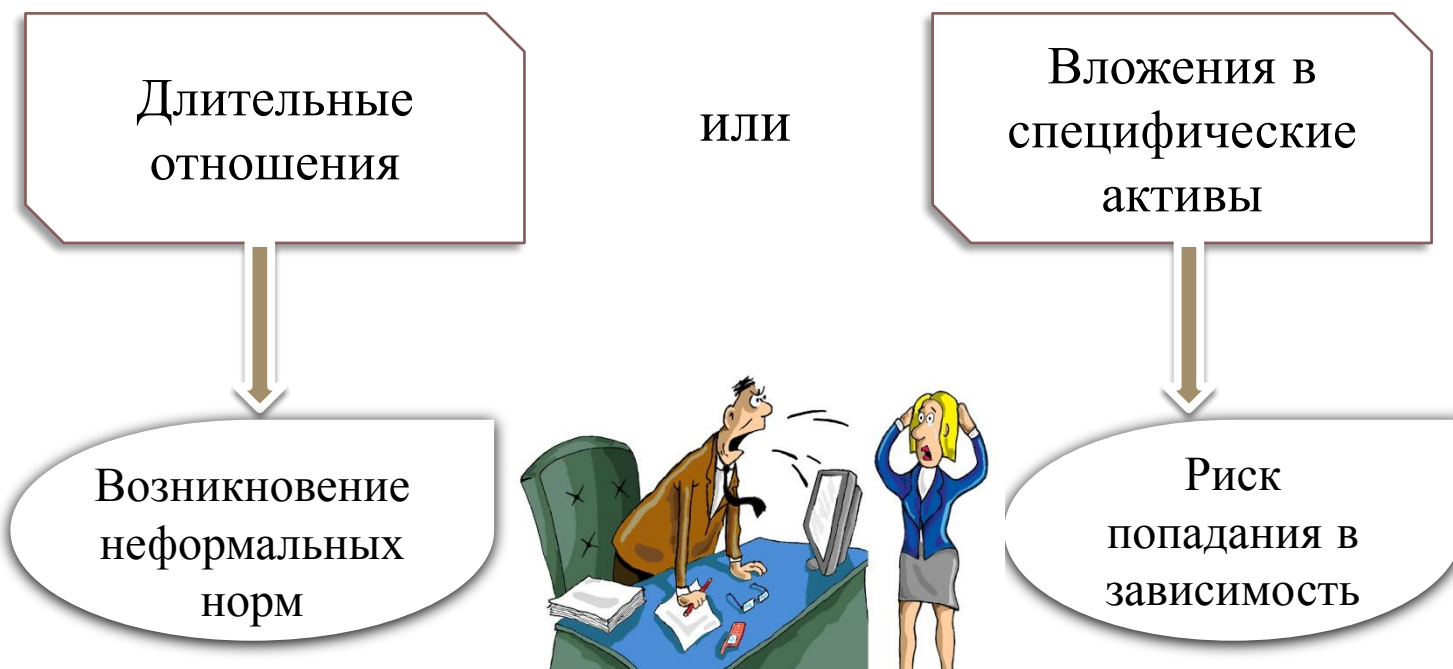 Длительные
отношения
или
Вложения в
специфические
активы
Возникновение
неформальных
норм
Риск
попадания в
зависимость